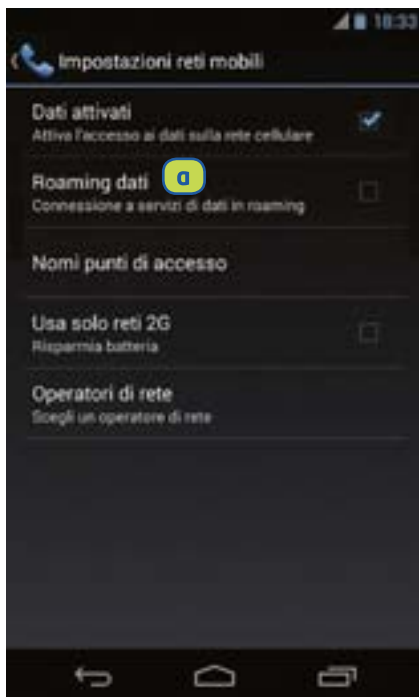 18:33
Impostazioni reti mobili
Dati attivati
Attiva l'accesso ai dati sulla rete cellulare
Roaming dati a
Connessione a servizi di dati in roaming
Nomi punti di accesso
Usa solo reti 2G
Risparmia batteria
Operatori di rete
Scegli un operatore di rete